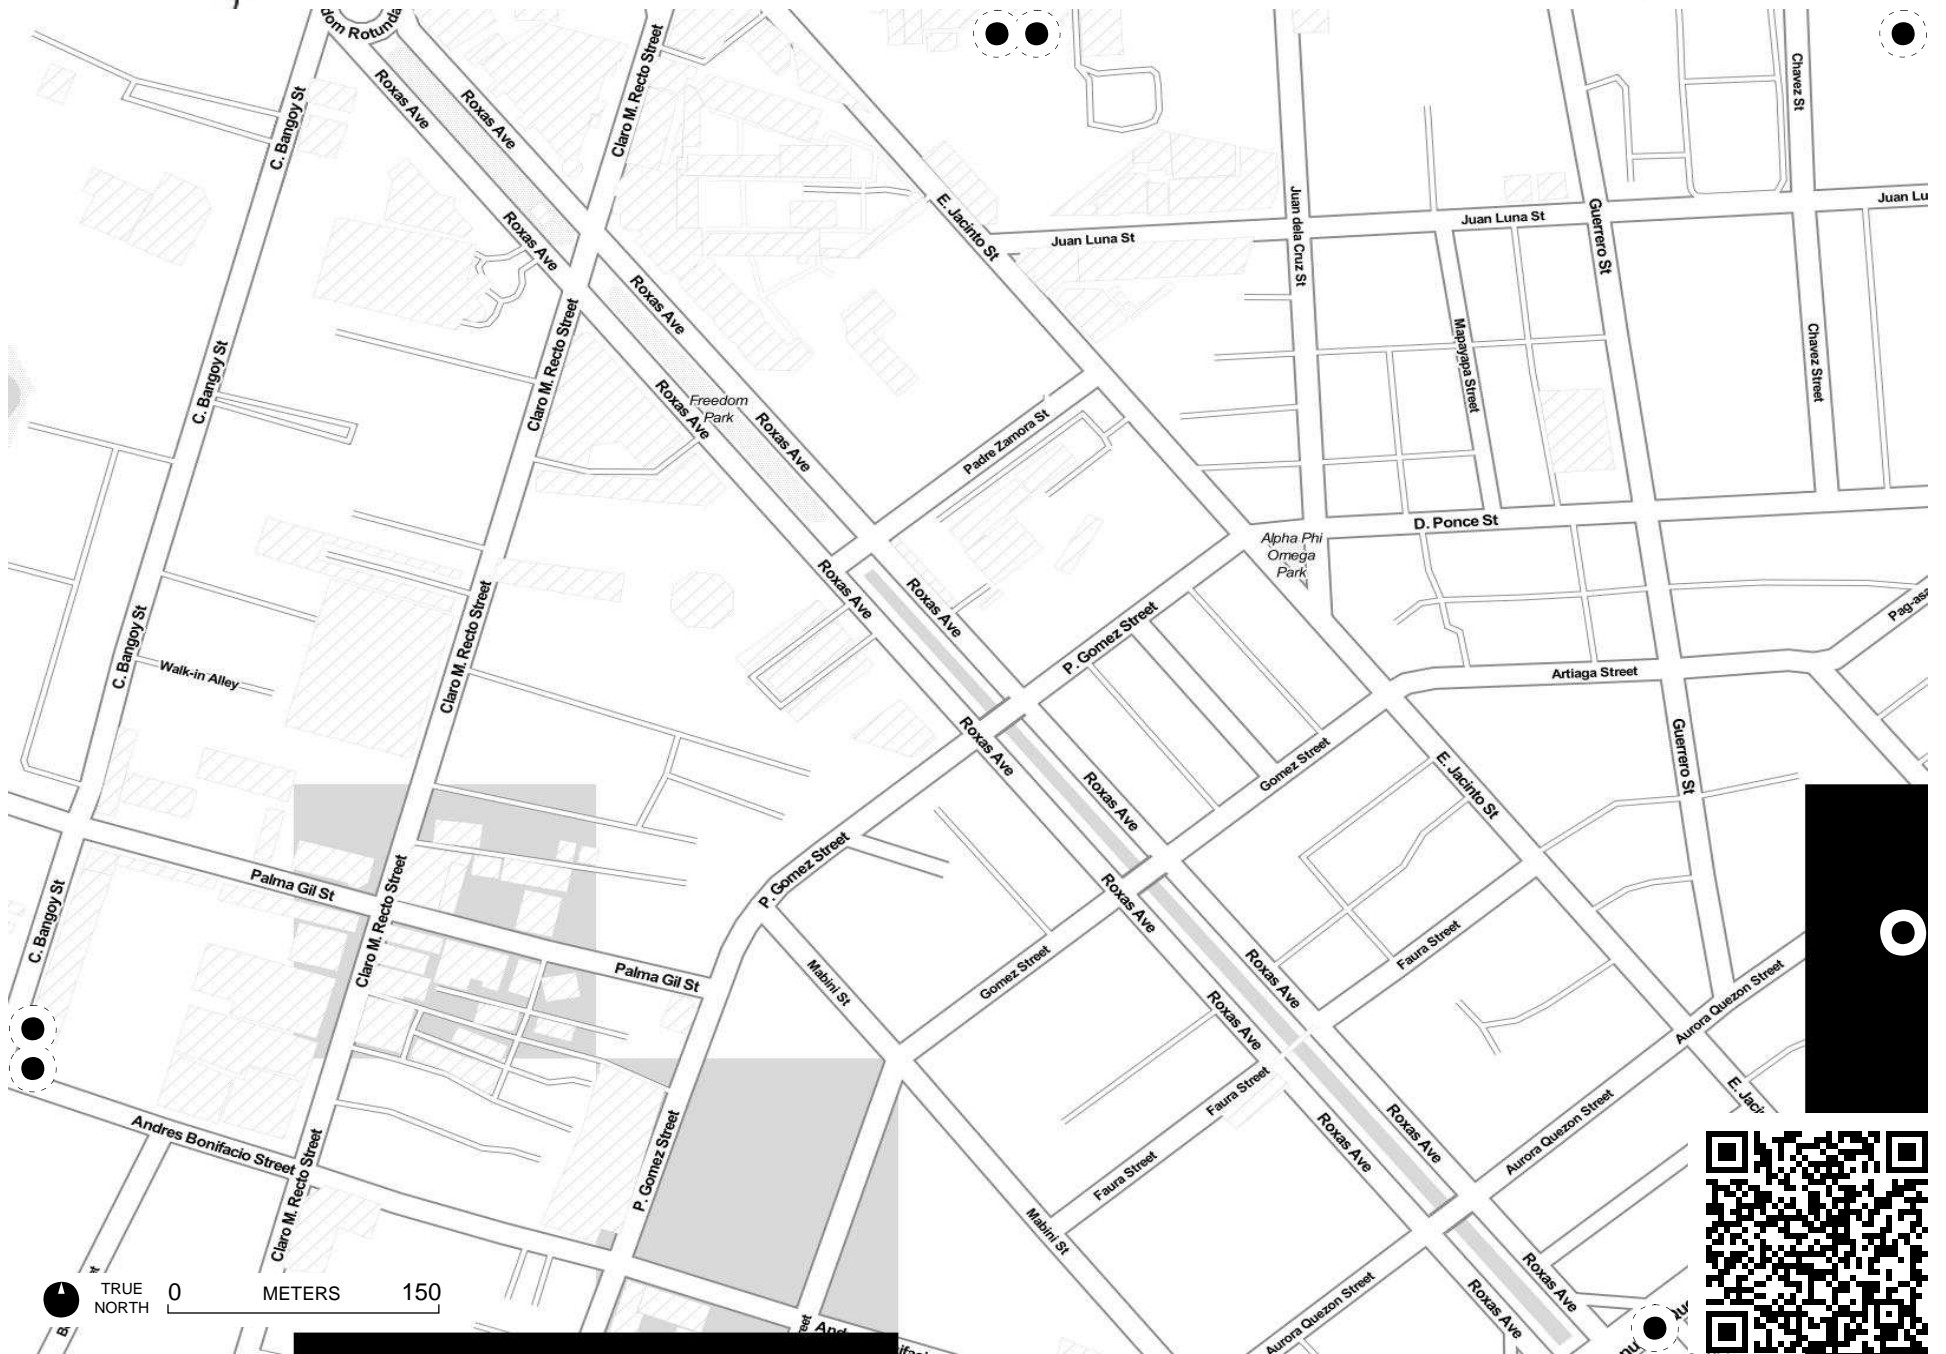 dom Rotunda
Roxas Ave
Roxas Ave
Claro M. Recto Street
C. Bangoy St
Chavez St
Juan Lu
Juan Luna St
Juan Luna St
Juan dela Cruz St
Guerrero St
E. Jacinto St
Roxas Ave
Roxas Ave
Mapayapa Street
Chavez Street
Claro M. Recto Street
C. Bangoy St
Roxas Ave
Freedom
Park
Roxas Ave
Padre Zamora St
D. Ponce St
Alpha Phi
Omega
Park
Roxas Ave
Roxas Ave
P. Gomez Street
Pag-asa
Artiaga Street
C. Bangoy St
Walk-in Alley
Claro M. Recto Street
Roxas Ave
Gomez Street
E. Jacinto St
Guerrero St
Roxas Ave
P. Gomez Street
Palma Gil St
C. Bangoy St
Claro M. Recto Street
Roxas Ave
Faura Street
Palma Gil St
Mabini St
Gomez Street
Roxas Ave
Roxas Ave
Aurora Quezon Street
Faura Street
E. Jaci
Roxas Ave
Roxas Ave
Aurora Quezon Street
Andres Bonifacio Street
P. Gomez Street
Faura Street
Claro M. Recto Street
Mabini St
Roxas Ave
Roxas Ave
Aurora Quezon Street
TRUE
NORTH
0 METERS 150